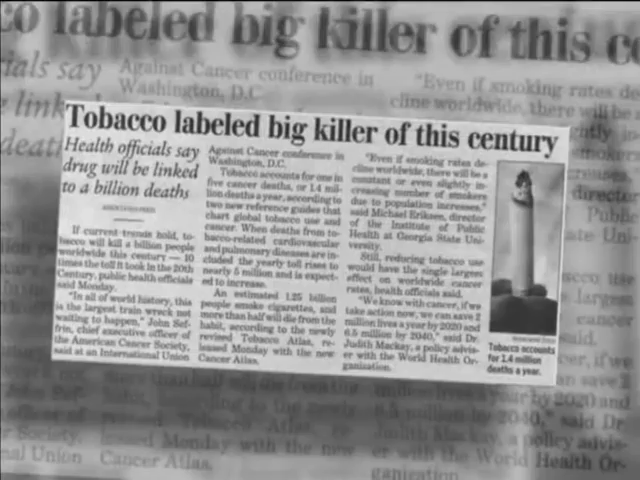 Tobacco labeled big killer of this century
Health officials say
drug will be linked
to a billion deaths
ASSOCIATED PRESS
If current trends hold, to-
bacco will kill a billion people
worldwide this century — 10
times the toll it took in the 20th
Century, public health officials
said Monday.
"In all of world history, this
is the largest train wreck not
waiting to happen," John Sef-
frin, chief executive officer of
the American Cancer Society,
said at an International Union
Against Cancer conference in
Washington, D.C.
Tobacco accounts for one in
five cancer deaths, or 1.4 mil-
lion deaths a year, according to
two new reference guides that
chart global tobacco use and
cancer. When deaths from to-
bacco-related cardiovascular
and pulmonary diseases are in-
cluded the yearly toll rises to
nearly 5 million and is expect-
ed to increase.
An estimated 1.25 billion
people smoke cigarettes, and
more than half will die from the
habit, according to the newly
revised Tobacco Atlas, re-
leased Monday with the new
Cancer Atlas.
"Even if smoking rates de-
cline worldwide, there will be a
constant or even slightly in-
creasing number of smokers
due to population increases,"
said Michael Eriksen, director
of the Institute of Public
Health at Georgia State Uni-
versity.
Still, reducing tobacco use
would have the single largest
effect on worldwide cancer
rates, health officials said.
"We know with cancer, if we
take action now, we can save 2
million lives a year by 2020 and
6.5 million by 2040," said Dr.
Judith Mackay, a policy advis-
er with the World Health Or-
ganization.
Tobacco accounts
for 1.4 million
deaths a year.